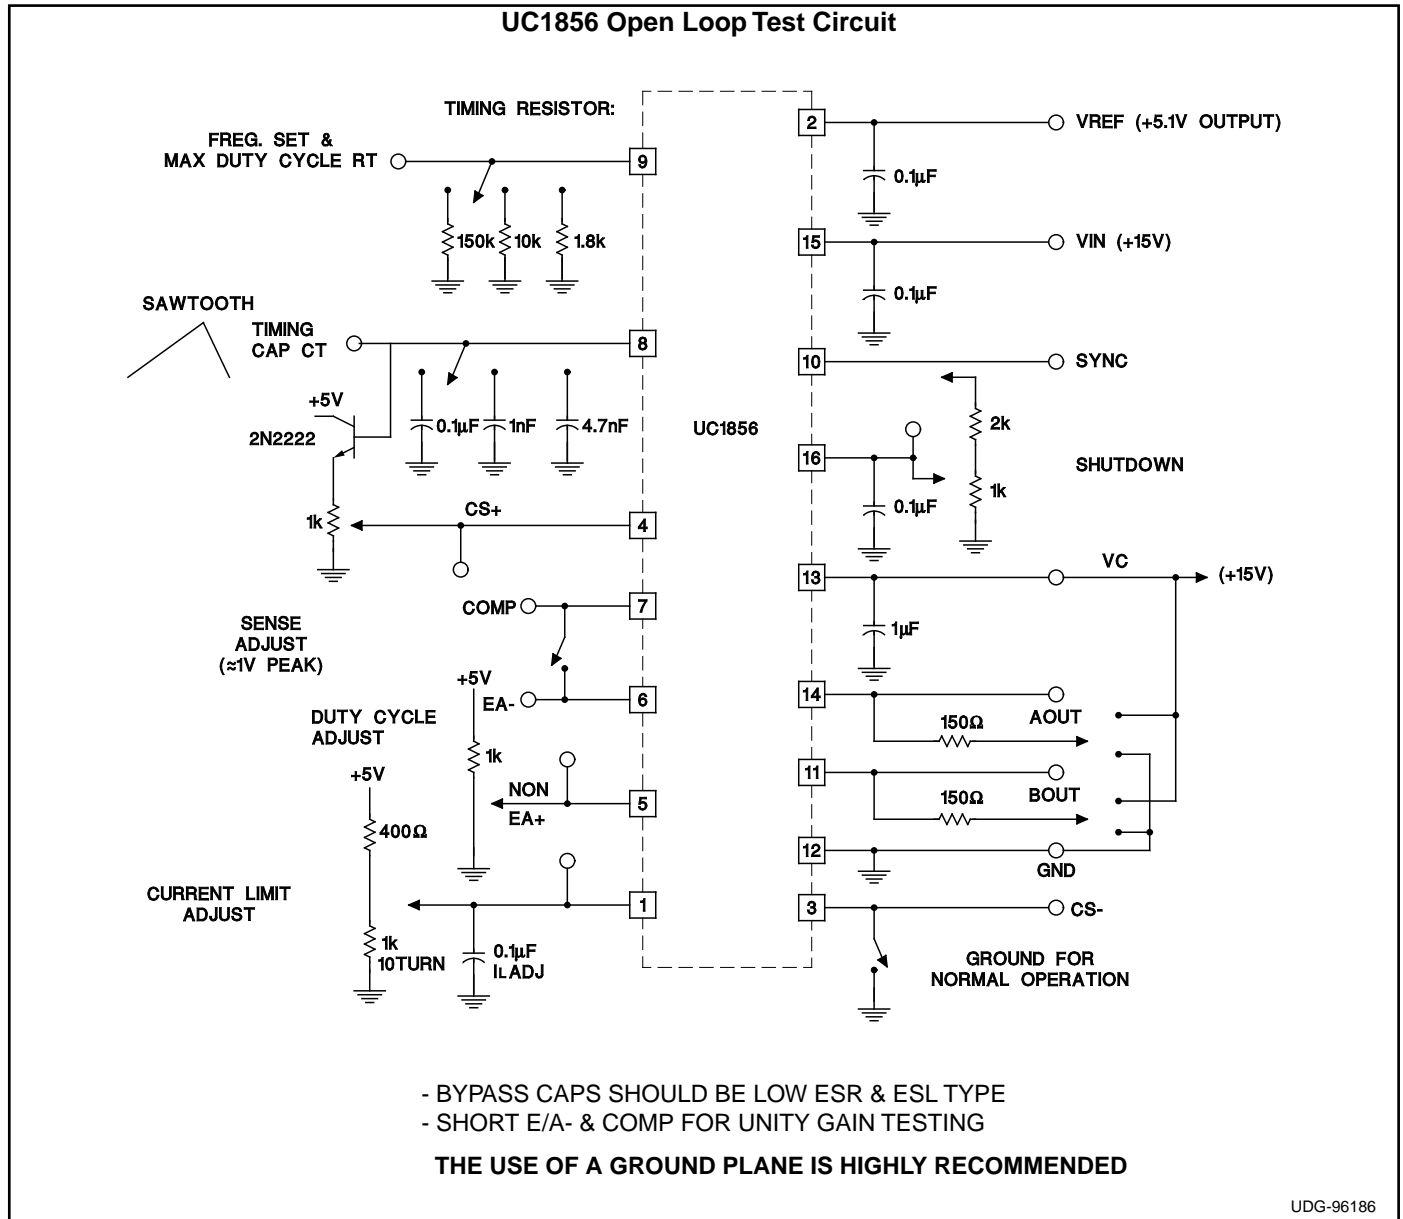 UC1856 Open Loop Test Circuit
TIMING RESISTOR:
FREG. SET &
MAX DUTY CYCLE RT
9
150k
10k
1.8k
SAWTOOTH
TIMING
CAP CT
8
+5V
2N2222
0.1µF
1nF
4.7nF
1k
CS+
4
SENSE
ADJUST
(≈1V PEAK)
COMP
7
EA-
6
DUTY CYCLE
ADJUST
+5V
1k
NON
EA+
5
+5V
400Ω
CURRENT LIMIT
ADJUST
1k
10TURN
0.1µF
ILADJ
1
UC1856
2
VREF (+5.1V OUTPUT)
0.1µF
15
VIN (+15V)
0.1µF
10
SYNC
2k
16
SHUTDOWN
1k
0.1µF
13
VC
(+15V)
1µF
14
AOUT
150Ω
11
BOUT
150Ω
12
GND
3
CS-
GROUND FOR
NORMAL OPERATION
- BYPASS CAPS SHOULD BE LOW ESR & ESL TYPE
- SHORT E/A- & COMP FOR UNITY GAIN TESTING
THE USE OF A GROUND PLANE IS HIGHLY RECOMMENDED
UDG-96186